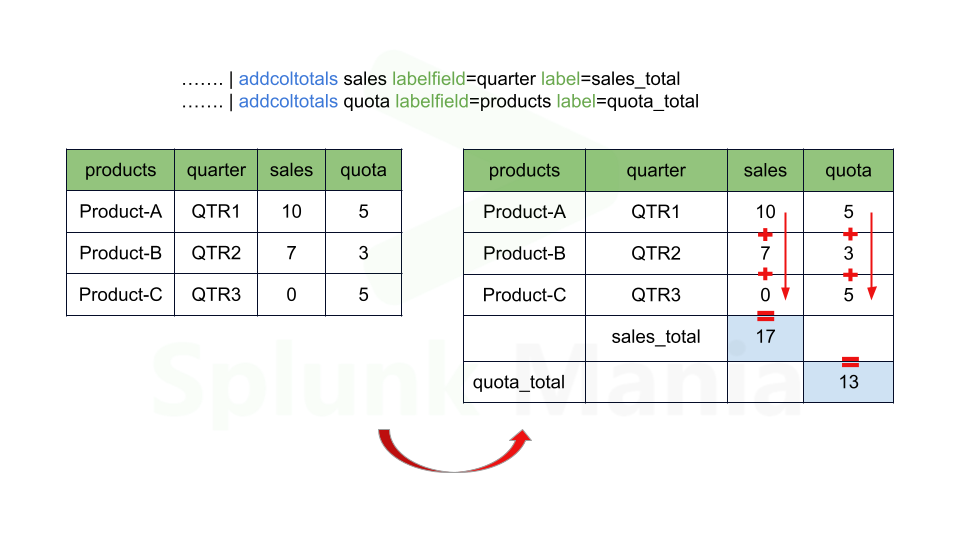 ……. | addcoltotals sales labelfield=quarter label=sales_total
……. | addcoltotals quota labelfield=products label=quota_total
products quarter sales quota
Product-A QTR1 10 5
Product-B QTR2 7 3
Product-C QTR3 0 5
products quarter sales quota
Product-A QTR1 10 5
+ +
Product-B QTR2 7 3
+ +
Product-C QTR3 0 5
=
sales_total 17
=
quota_total 13
Splunk Mania